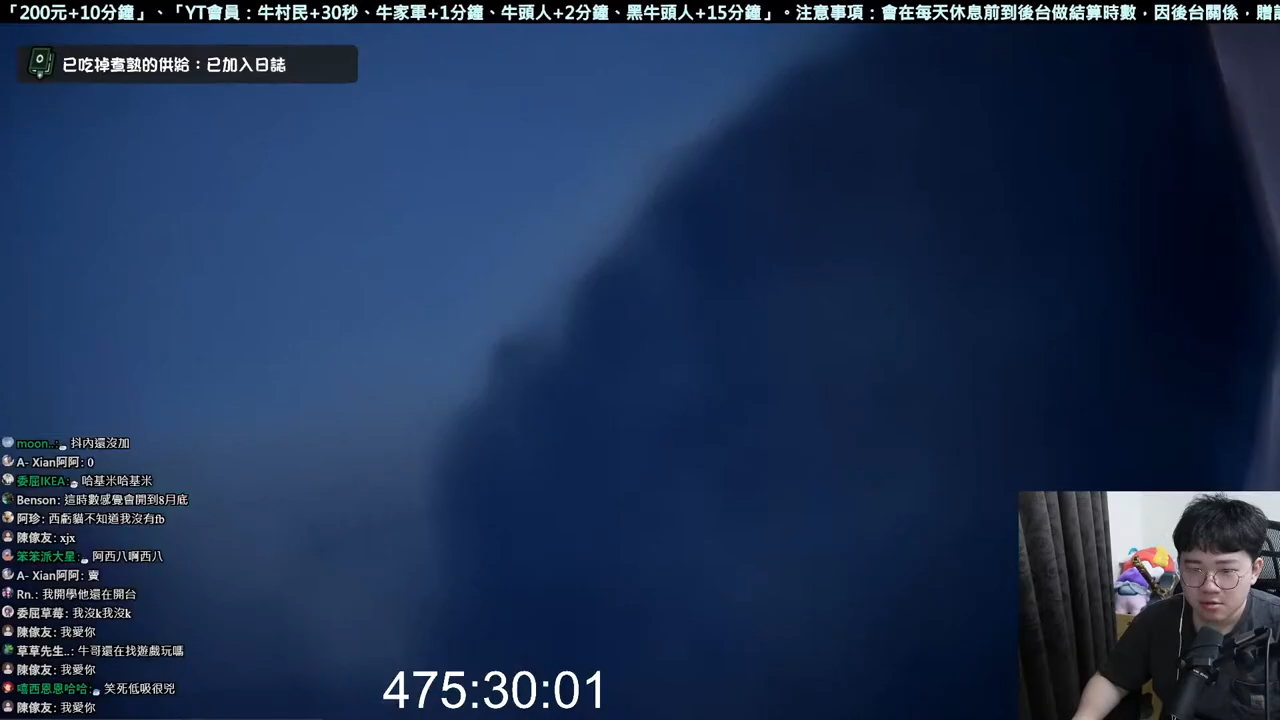 「200元+10分鐘」、「YT會員：牛村民+30秒、牛家軍+1分鐘、牛頭人+2分鐘、黑牛頭人+15分鐘」。注意事項：會在每天休息前到後台做結算時數，因後台關係，贈
已吃掉煮熟的供給：已加入日誌
moon..: 抖內還沒加
A- Xian阿阿: 0
委屈IKEA: 哈基米哈基米
Benson: 這時數感覺會開到8月底
阿珍: 西虧貓不知道我沒有fb
陳傢友: xjx
笨笨派大星: 阿西八啊西八
A- Xian阿阿: 賣
Rn.: 我開學他還在開台
委屈草莓: 我沒k我沒k
陳傢友: 我愛你
草草先生..: 牛哥還在找遊戲玩嗎
陳傢友: 我愛你
嘻西恩恩哈哈: 笑死低吸很兇
陳傢友: 我愛你
475:30:01